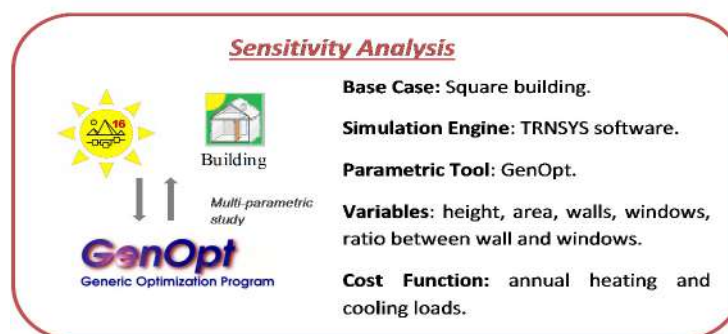 Sensitivity Analysis
16
Building
Multi-parametric
study
GenOpt
Generic Optimization Program
Base Case: Square building.
Simulation Engine: TRNSYS software.
Parametric Tool: GenOpt.
Variables: height, area, walls, windows,
ratio between wall and windows.
Cost Function: annual heating and
cooling loads.